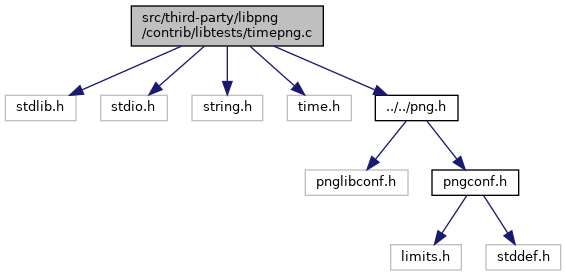 src/third-party/libpng
/contrib/libtests/timepng.c
stdlib.h
stdio.h
string.h
time.h
../../png.h
pnglibconf.h
pngconf.h
limits.h
stddef.h